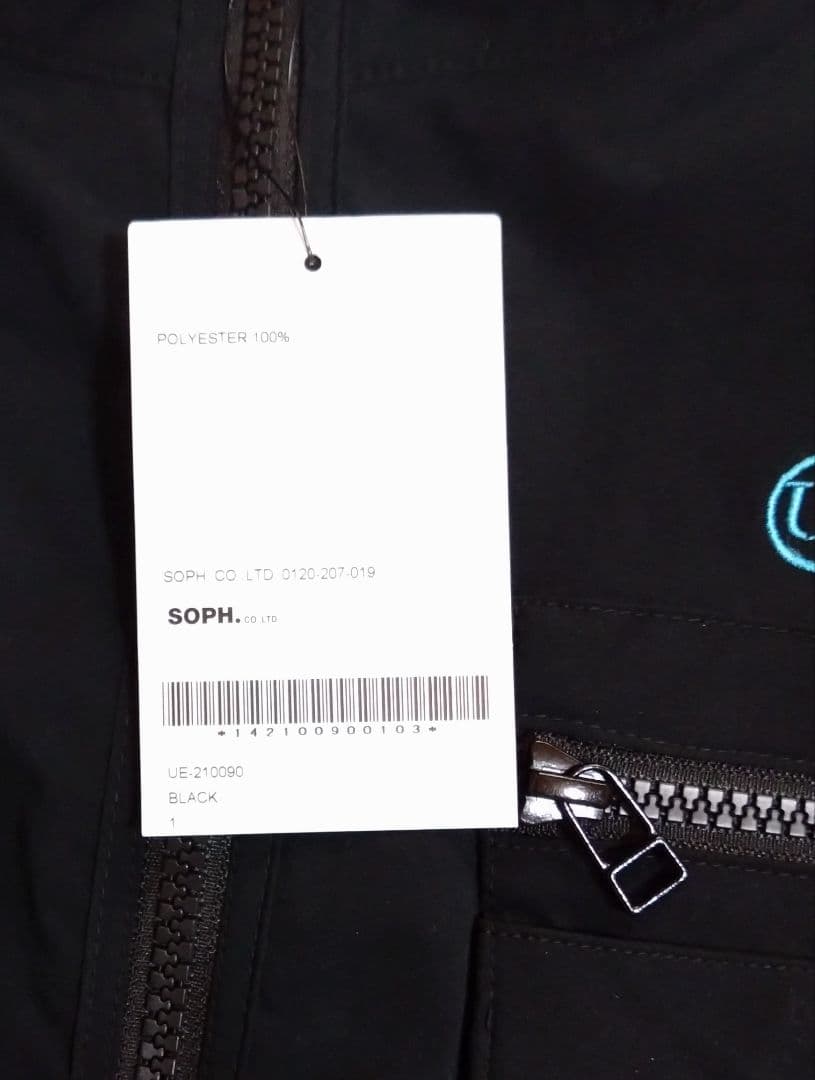 POLYESTER 100%
SOPH. CO.,LTD. 0120-207-019
SOPH.CO.,LTD.
*142100900103*
UE-210090
BLACK
1
U